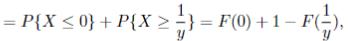 = P{X ≤ 0} + P{X ≥ 1/y} = F(0) + 1 − F(1/y),